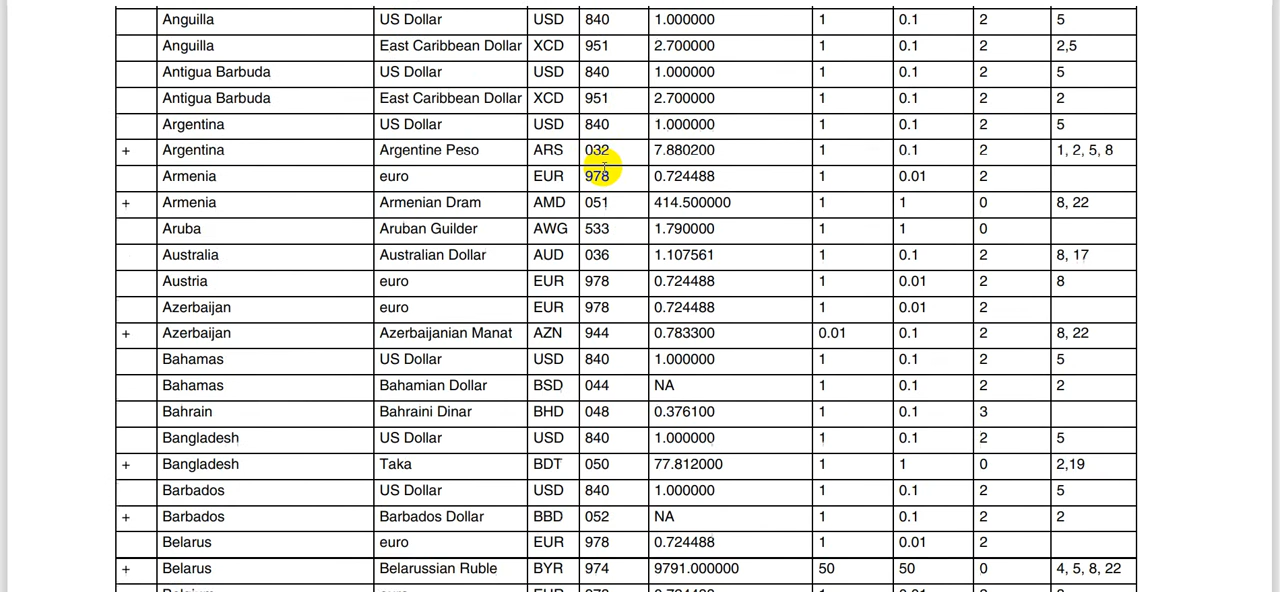 Anguilla US Dollar USD 840 1.000000 1 0.1 2 5
Anguilla East Caribbean Dollar XCD 951 2.700000 1 0.1 2 2,5
Antigua Barbuda US Dollar USD 840 1.000000 1 0.1 2 5
Antigua Barbuda East Caribbean Dollar XCD 951 2.700000 1 0.1 2 2
Argentina US Dollar USD 840 1.000000 1 0.1 2 5
+ Argentina Argentine Peso ARS 032 7.880200 1 0.1 2 1, 2, 5, 8
Armenia euro EUR 978 0.724488 1 0.01 2
+ Armenia Armenian Dram AMD 051 414.500000 1 1 0 8, 22
Aruba Aruban Guilder AWG 533 1.790000 1 1 0
Australia Australian Dollar AUD 036 1.107561 1 0.1 2 8, 17
Austria euro EUR 978 0.724488 1 0.01 2 8
Azerbaijan euro EUR 978 0.724488 1 0.01 2
+ Azerbaijan Azerbaijanian Manat AZN 944 0.783300 0.01 0.1 2 8, 22
Bahamas US Dollar USD 840 1.000000 1 0.1 2 5
Bahamas Bahamian Dollar BSD 044 NA 1 0.1 2 2
Bahrain Bahraini Dinar BHD 048 0.376100 1 0.1 3
Bangladesh US Dollar USD 840 1.000000 1 0.1 2 5
+ Bangladesh Taka BDT 050 77.812000 1 1 0 2,19
Barbados US Dollar USD 840 1.000000 1 0.1 2 5
+ Barbados Barbados Dollar BBD 052 NA 1 0.1 2 2
Belarus euro EUR 978 0.724488 1 0.01 2
+ Belarus Belarussian Ruble BYR 974 9791.000000 50 50 0 4, 5, 8, 22